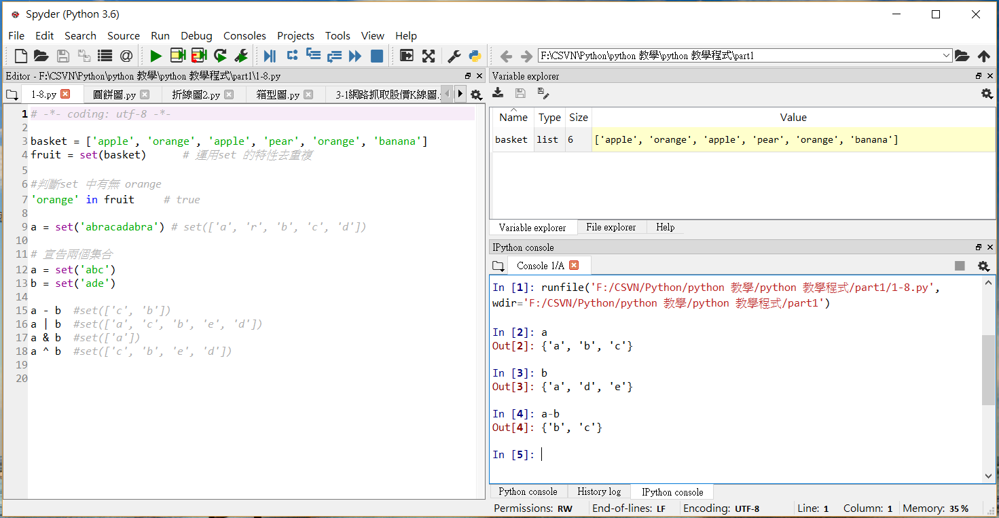 Spyder (Python 3.6)
File Edit Search Source Run Debug Consoles Projects Tools View Help
F:\CSVN\Python\python 教學\python 教學程式\part1
Editor - F:\CSVN\Python\python 教學\python 教學程式\part1\1-8.py
1-8.py 圓餅圖.py 折線圖2.py 箱型圖.py 3-1網路抓取股價K線圖.
1 # -*- coding: utf-8 -*-
2
3 basket = ['apple', 'orange', 'apple', 'pear', 'orange', 'banana']
4 fruit = set(basket) # 運用set 的特性去重複
5
6 #判斷set 中有無 orange
7 'orange' in fruit # true
8
9 a = set('abracadabra') # set(['a', 'r', 'b', 'c', 'd'])
10
11 # 宣告兩個集合
12 a = set('abc')
13 b = set('ade')
14
15 a - b #set(['c', 'b'])
16 a | b #set(['a', 'c', 'b', 'e', 'd'])
17 a & b #set(['a'])
18 a ^ b #set(['c', 'b', 'e', 'd'])
19
20
Variable explorer
Name Type Size Value
basket list 6 ['apple', 'orange', 'apple', 'pear', 'orange', 'banana']
Variable explorer File explorer Help
IPython console
Console 1/A
In [1]: runfile('F:/CSVN/Python/python 教學/python 教學程式/part1/1-8.py',
wdir='F:/CSVN/Python/python 教學/python 教學程式/part1')
In [2]: a
Out[2]: {'a', 'b', 'c'}
In [3]: b
Out[3]: {'a', 'd', 'e'}
In [4]: a-b
Out[4]: {'b', 'c'}
In [5]:
Python console History log IPython console
Permissions: RW End-of-lines: LF Encoding: UTF-8 Line: 1 Column: 1 Memory: 35 %